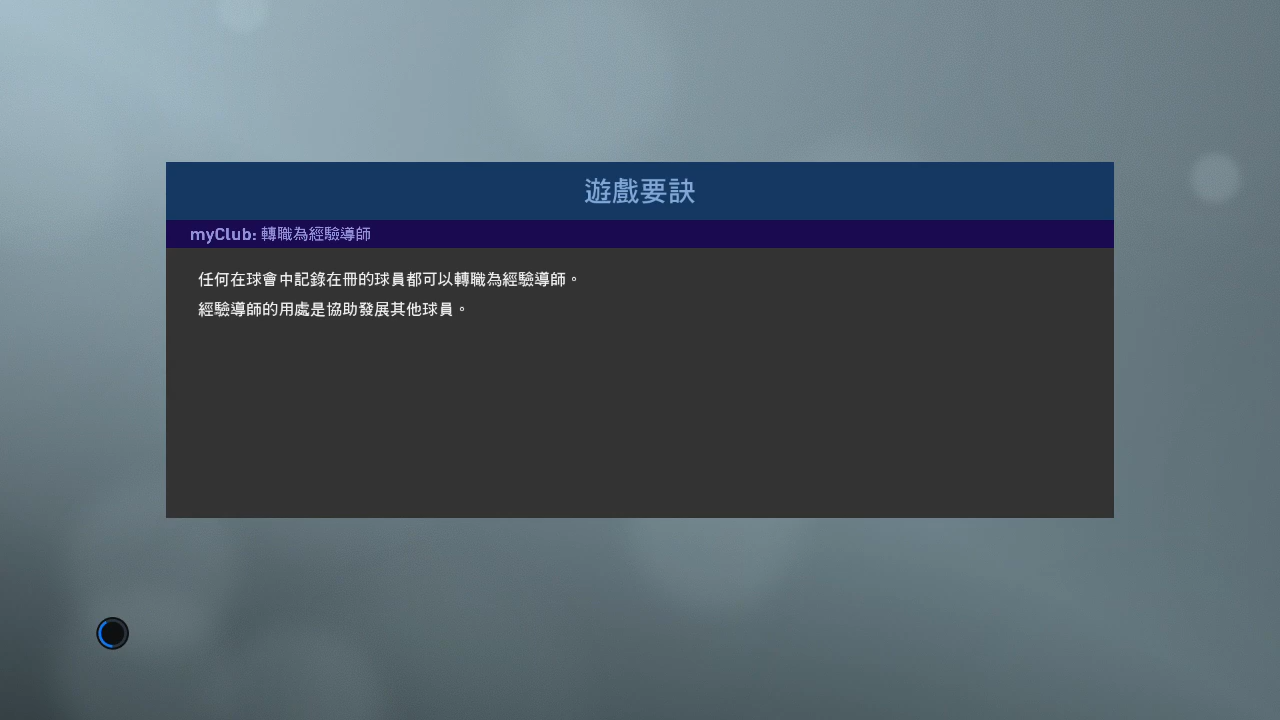 遊戲要訣
myClub: 轉職為經驗導師
任何在球會中記錄在冊的球員都可以轉職為經驗導師。
經驗導師的用處是協助發展其他球員。